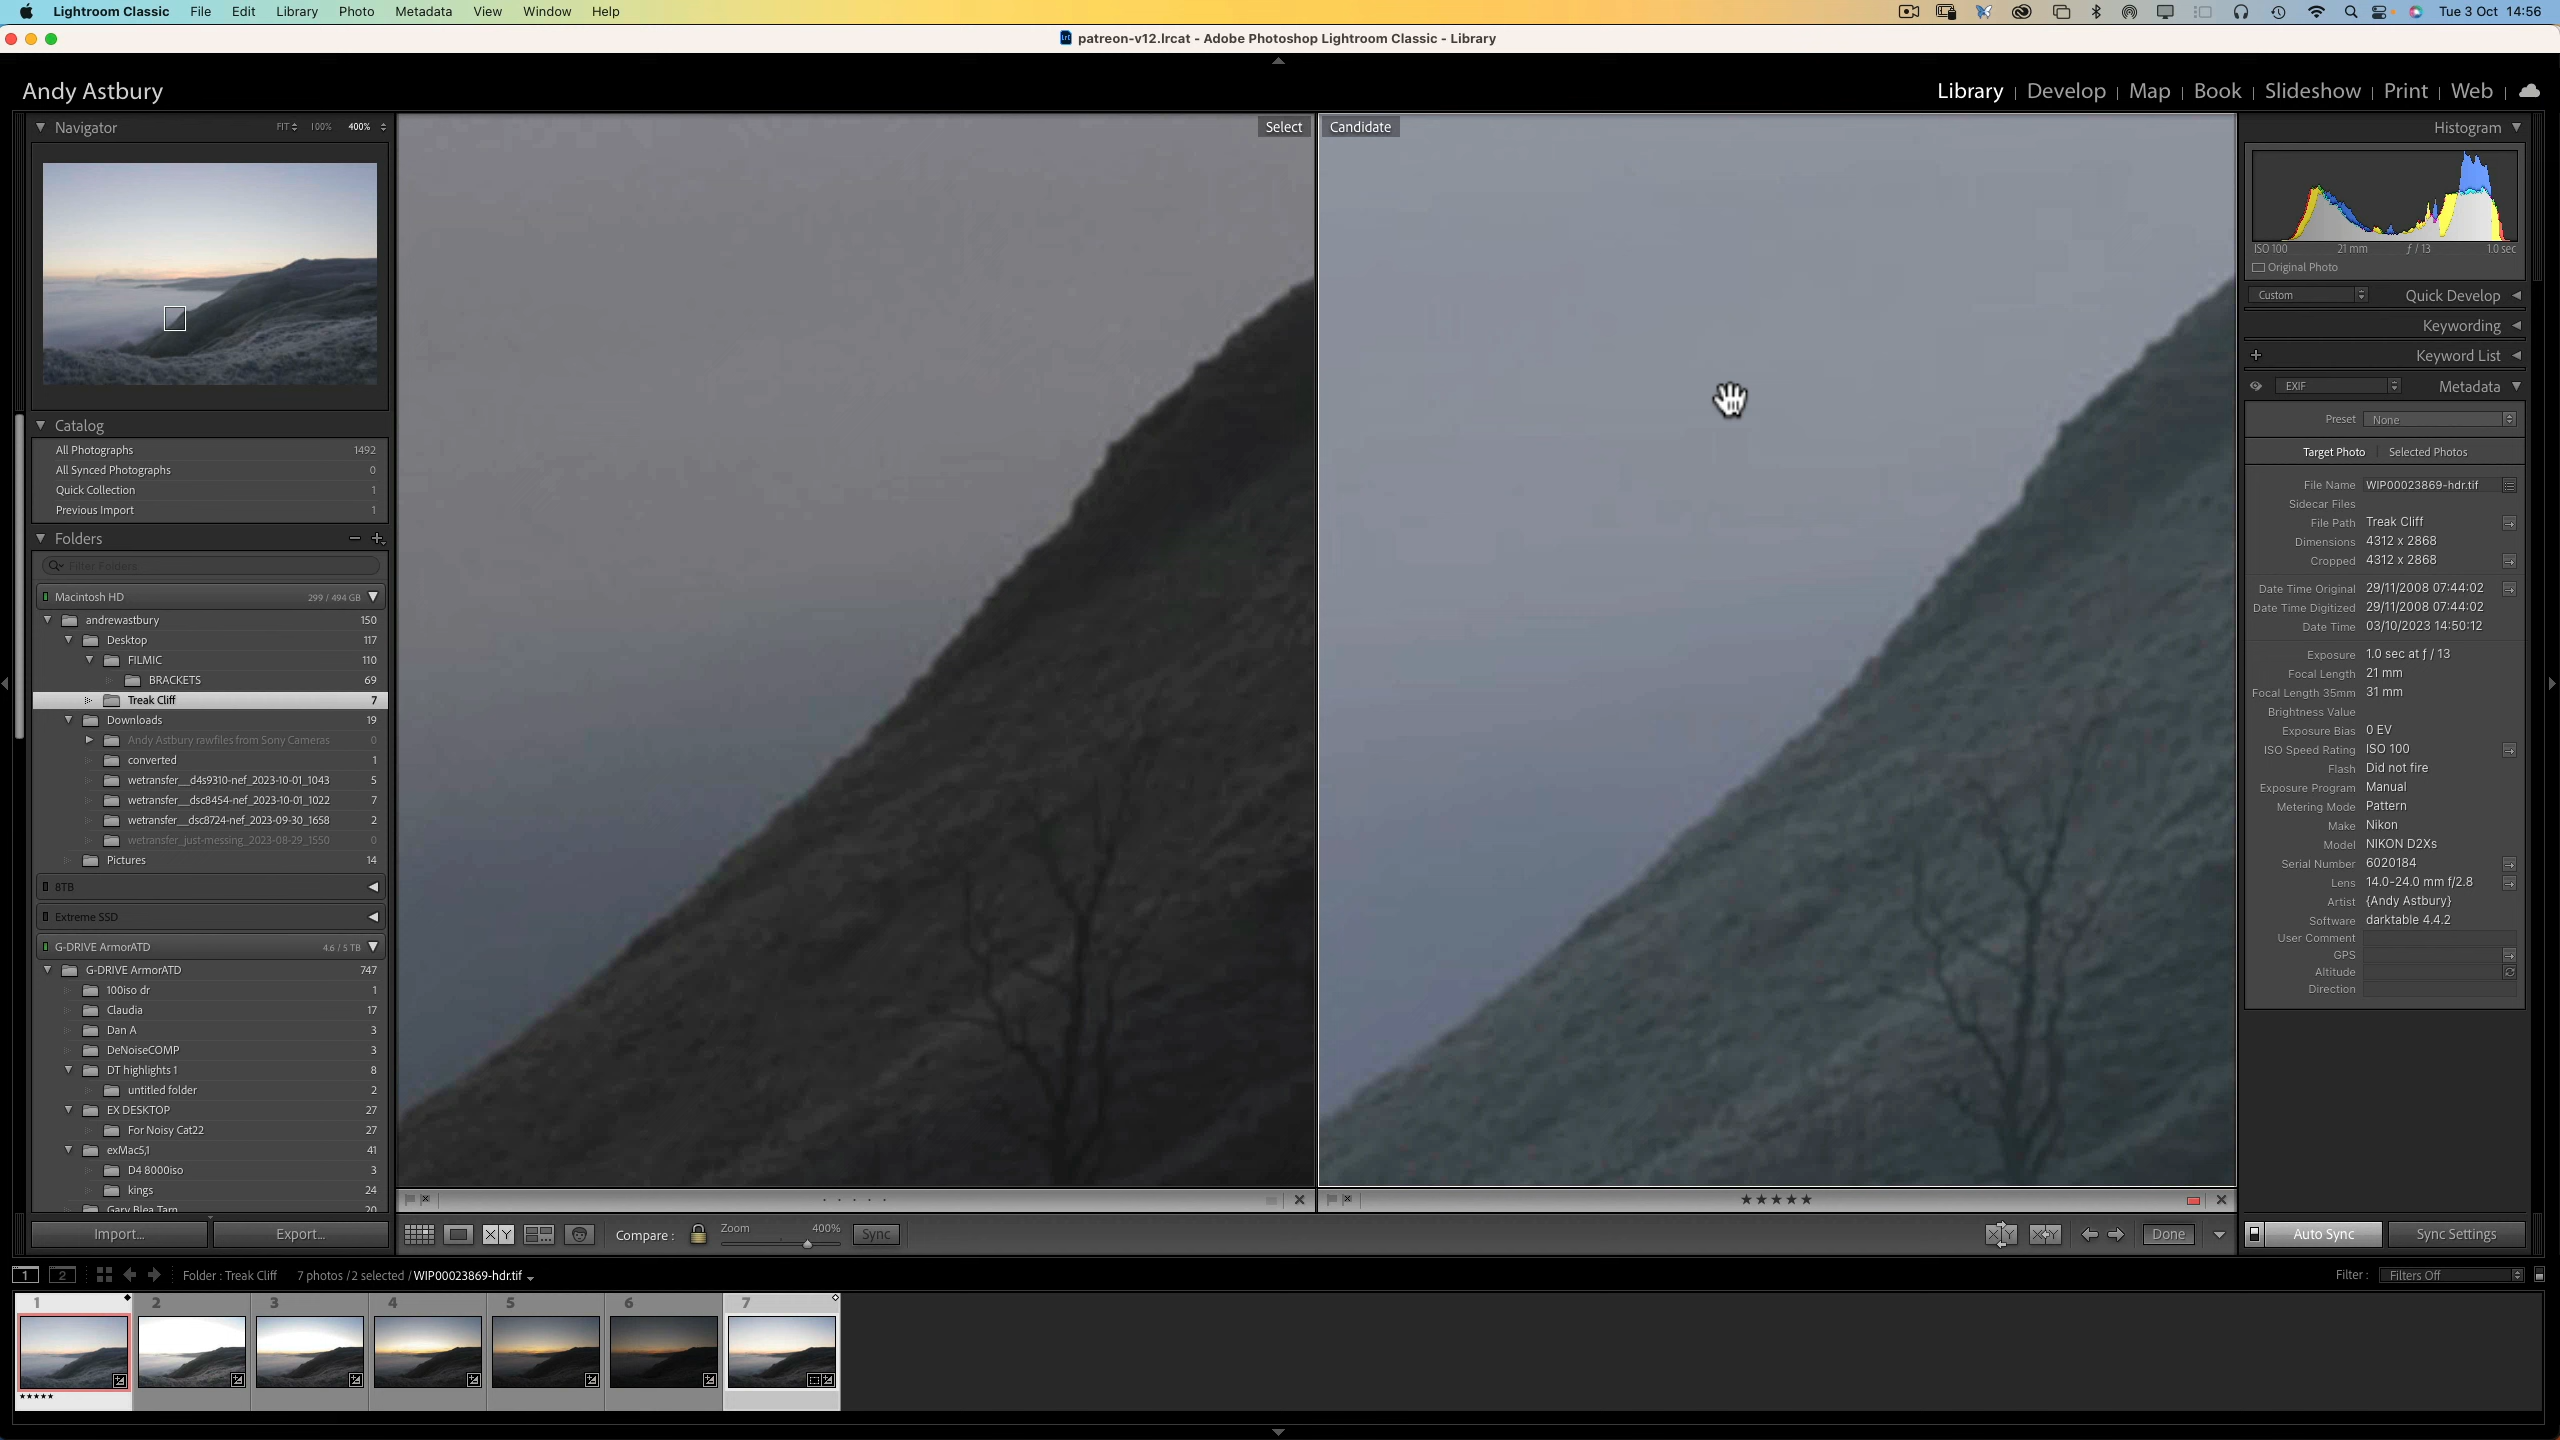 Lightroom Classic File Edit Library Photo Metadata View Window Help Tue 3 Oct 14:56
patreon-v12.lrcat - Adobe Photoshop Lightroom Classic - Library
Andy Astbury
Library | Develop | Map | Book | Slideshow | Print | Web
Navigator FIT 100% 400%
Catalog
All Photographs 1492
All Synced Photographs 0
Quick Collection 1
Previous Import 1
Folders
Filter Folders
Macintosh HD 299 / 494 GB
andrewastbury 150
Desktop 117
FILMIC 110
BRACKETS 69
Treak Cliff 7
Downloads 19
Andy Astbury rawfiles from Sony Cameras 0
converted 1
wetransfer__d4s9310-nef_2023-10-01_1043 5
wetransfer__dsc8454-nef_2023-10-01_1022 7
wetransfer__dsc8724-nef_2023-09-30_1658 2
wetransfer_just-messing_2023-08-29_1550 0
Pictures 14
8TB
Extreme SSD
G-DRIVE ArmorATD 4.6 / 5 TB
G-DRIVE ArmorATD 747
100iso dr 1
Claudia 17
Dan A 3
DeNoiseCOMP 3
DT highlights 1 8
untitled folder 2
EX DESKTOP 27
For Noisy Cat22 27
exMac5,1 41
D4 8000iso 3
kings 24
Gary Blea Tarn 20
Import... Export...
Select
Candidate
Compare : Zoom 400% Sync
Done
Histogram
ISO 100 21 mm ƒ / 13 1.0 sec
Original Photo
Custom Quick Develop
Keywording
Keyword List
EXIF Metadata
Preset None
Target Photo Selected Photos
File Name WIP00023869-hdr.tif
Sidecar Files
File Path Treak Cliff
Dimensions 4312 x 2868
Cropped 4312 x 2868
Date Time Original 29/11/2008 07:44:02
Date Time Digitized 29/11/2008 07:44:02
Date Time 03/10/2023 14:50:12
Exposure 1.0 sec at ƒ / 13
Focal Length 21 mm
Focal Length 35mm 31 mm
Brightness Value
Exposure Bias 0 EV
ISO Speed Rating ISO 100
Flash Did not fire
Exposure Program Manual
Metering Mode Pattern
Make Nikon
Model NIKON D2Xs
Serial Number 6020184
Lens 14.0-24.0 mm f/2.8
Artist {Andy Astbury}
Software darktable 4.4.2
User Comment
GPS
Altitude
Direction
Auto Sync Sync Settings
1 2 Folder : Treak Cliff 7 photos / 2 selected / WIP00023869-hdr.tif
Filter : Filters Off
1 2 3 4 5 6 7